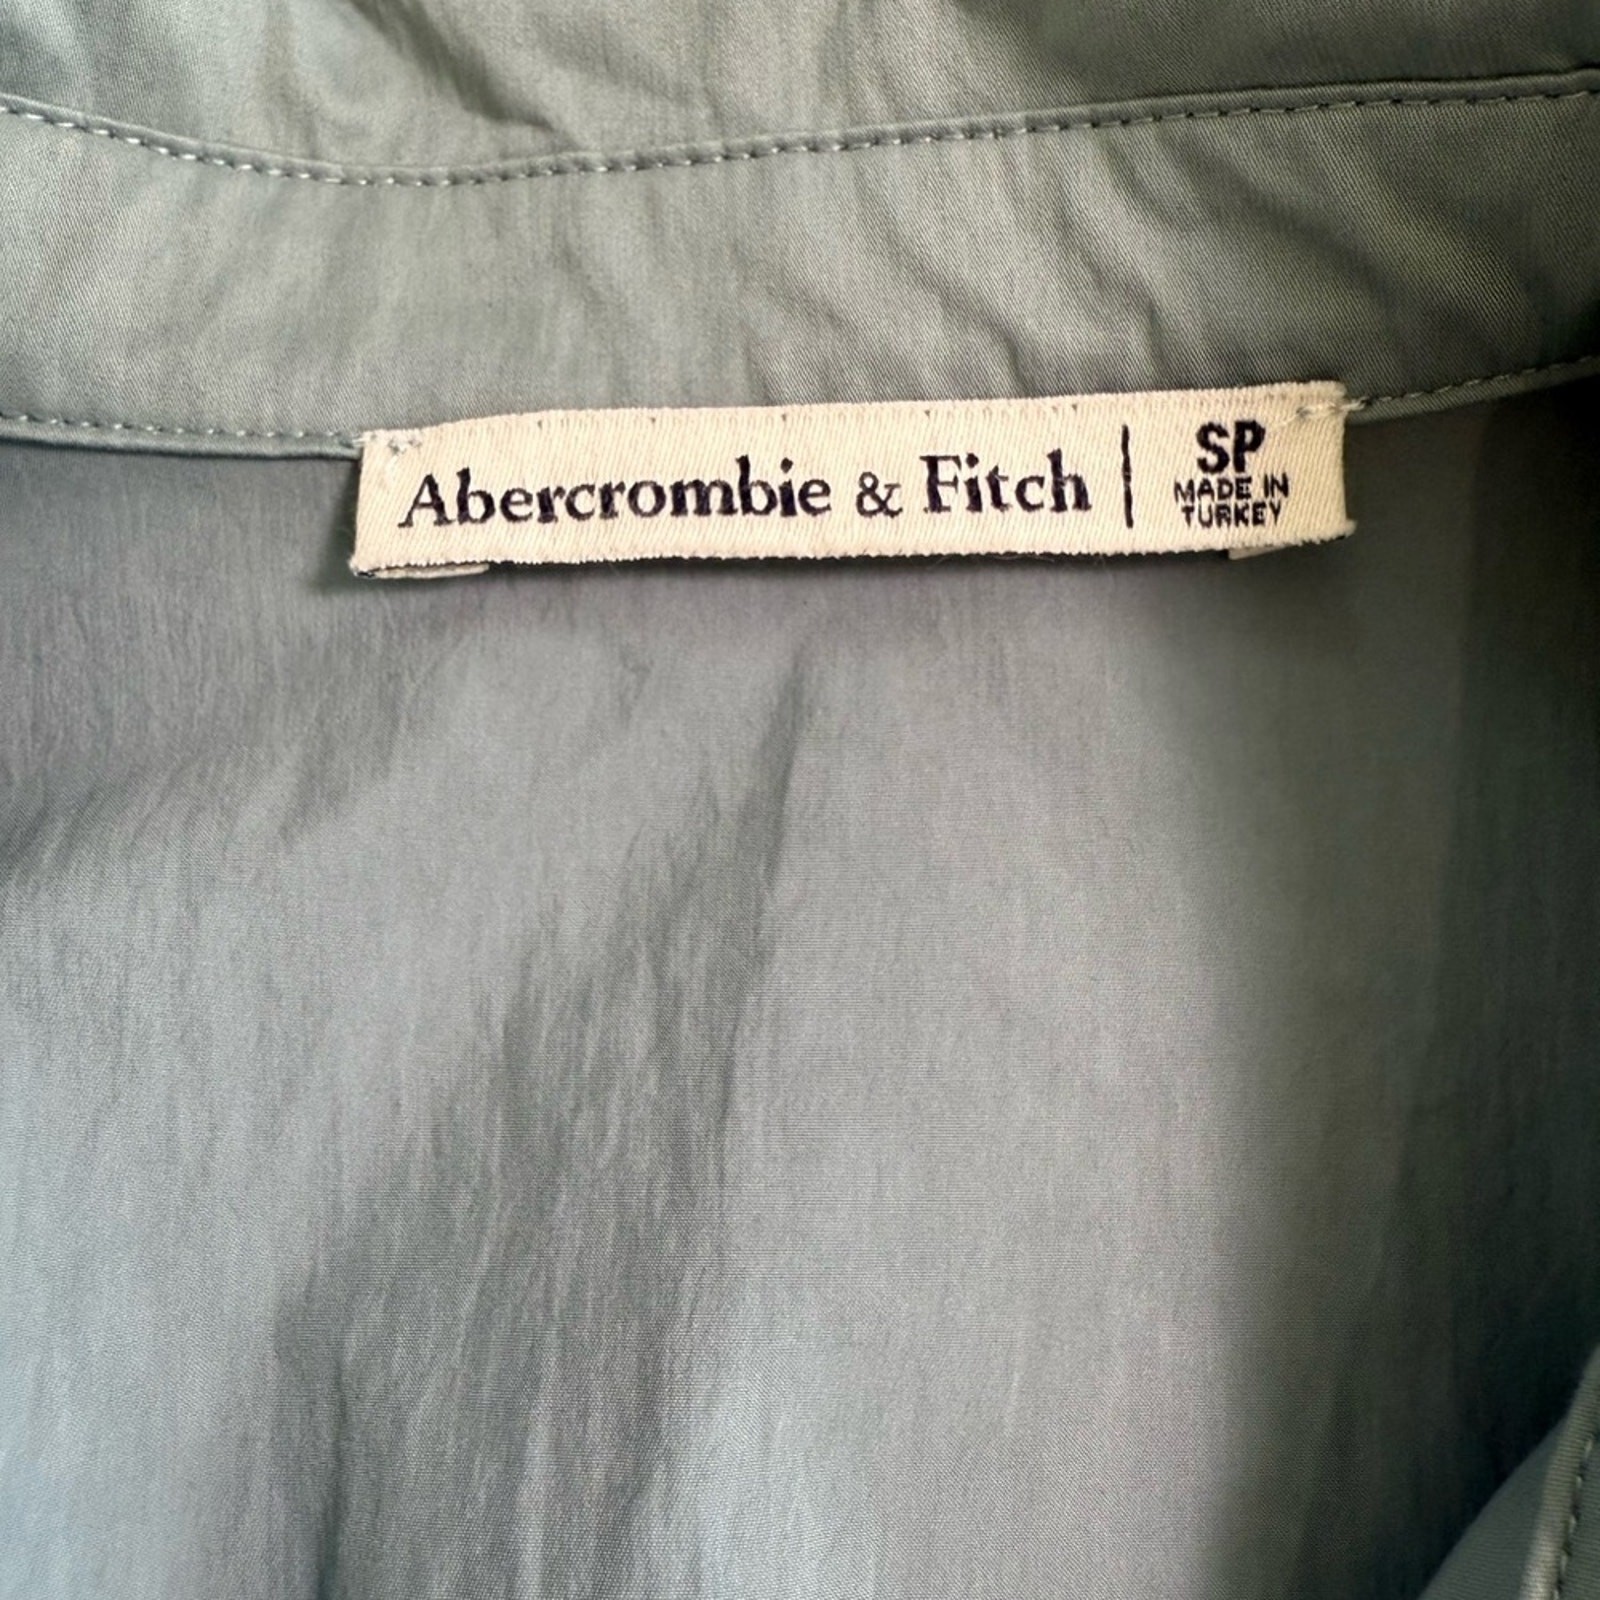 Abercrombie & Fitch | SP
MADE IN
TURKEY